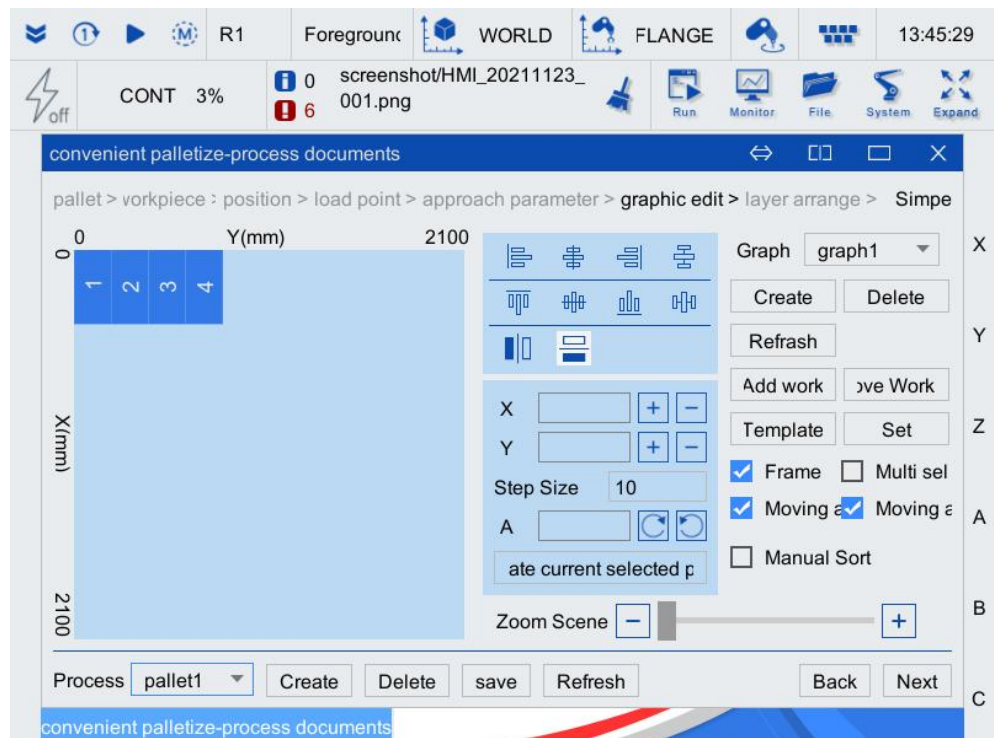 R1 Foreground WORLD FLANGE 13:45:29
off CONT 3% 0 screenshot/HMI_20211123_
6 001.png
Run Monitor File System Expand
convenient palletize-process documents
pallet > vorkpiece : position > load point > approach parameter > graphic edit > layer arrange > Simpe
0 Y(mm) 2100
0
X(mm)
2100
1 2 3 4
X
Y
Step Size 10
A
ate current selected p
Zoom Scene
Graph graph1
Create Delete
Refrash
Add work ove Work
Template Set
Frame Multi sel
Moving a Moving a
Manual Sort
X
Y
Z
A
B
C
Process pallet1 Create Delete save Refresh Back Next
convenient palletize-process documents